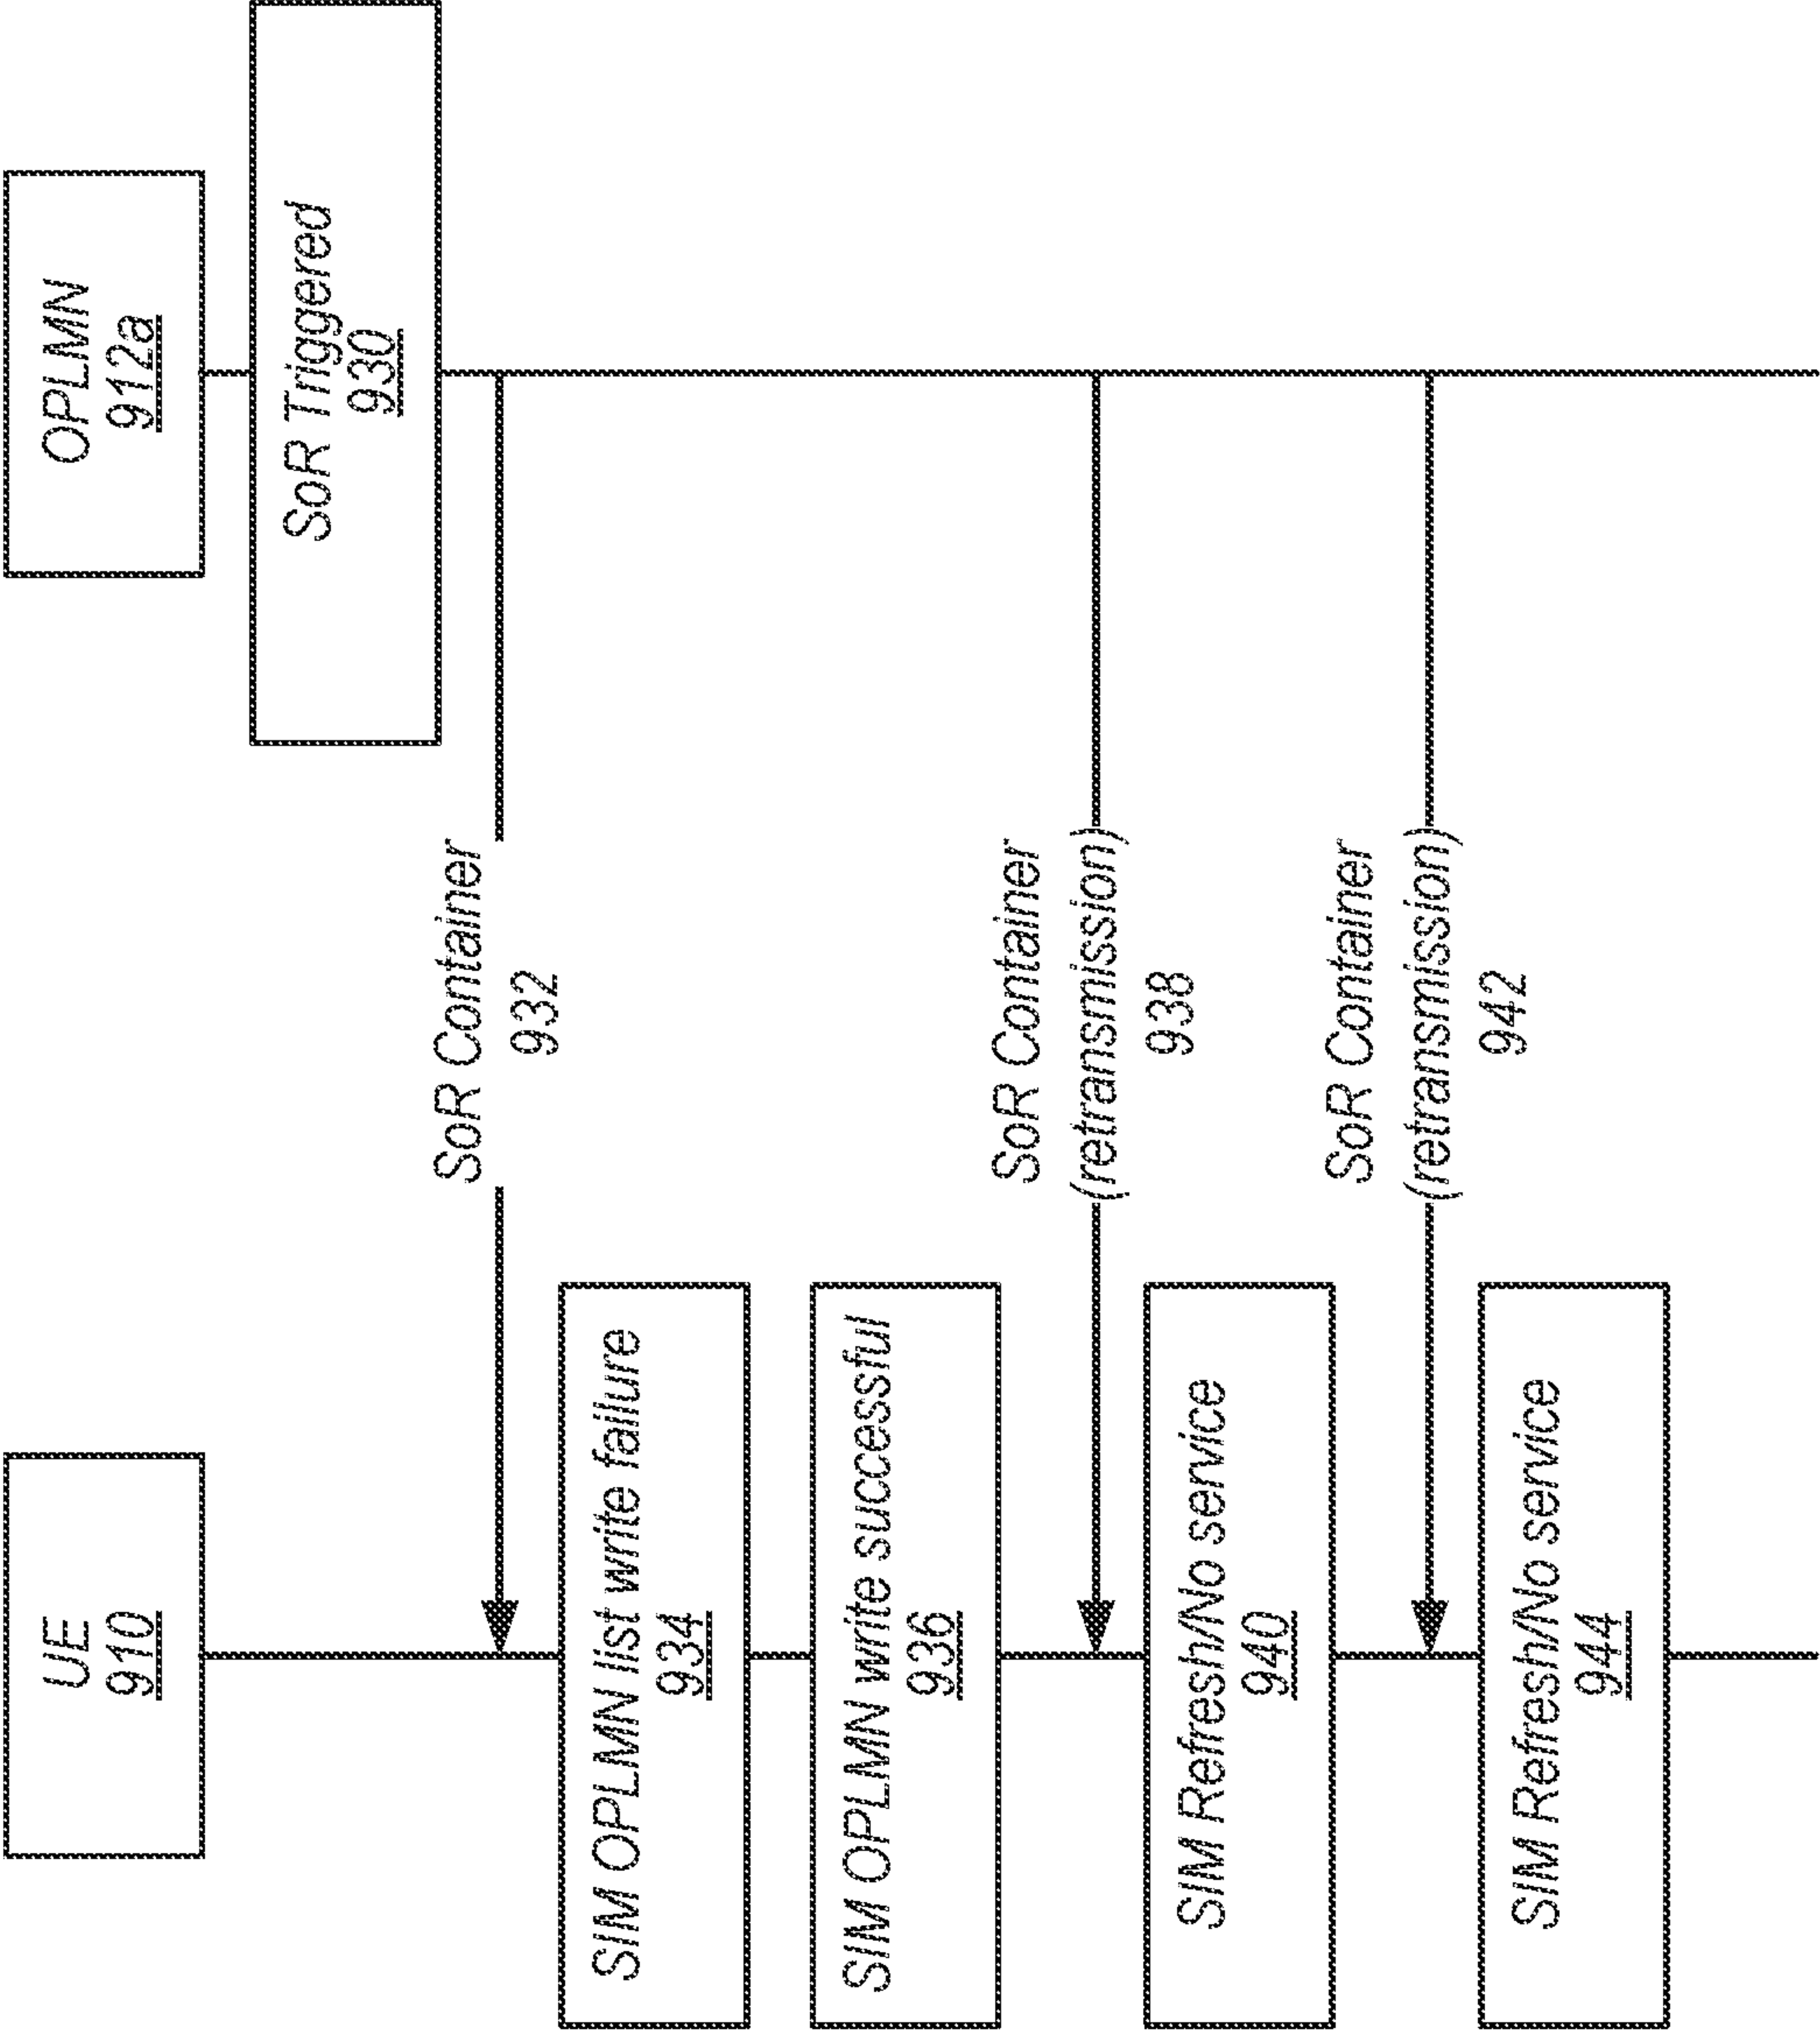 UE
910
OPLMN
912a
SoR Triggered
930
SoR Container
932
SIM OPLMN list write failure
934
SIM OPLMN write successful
936
SoR Container
(retransmission)
938
SIM Refresh/No service
940
SoR Container
(retransmission)
942
SIM Refresh/No service
944